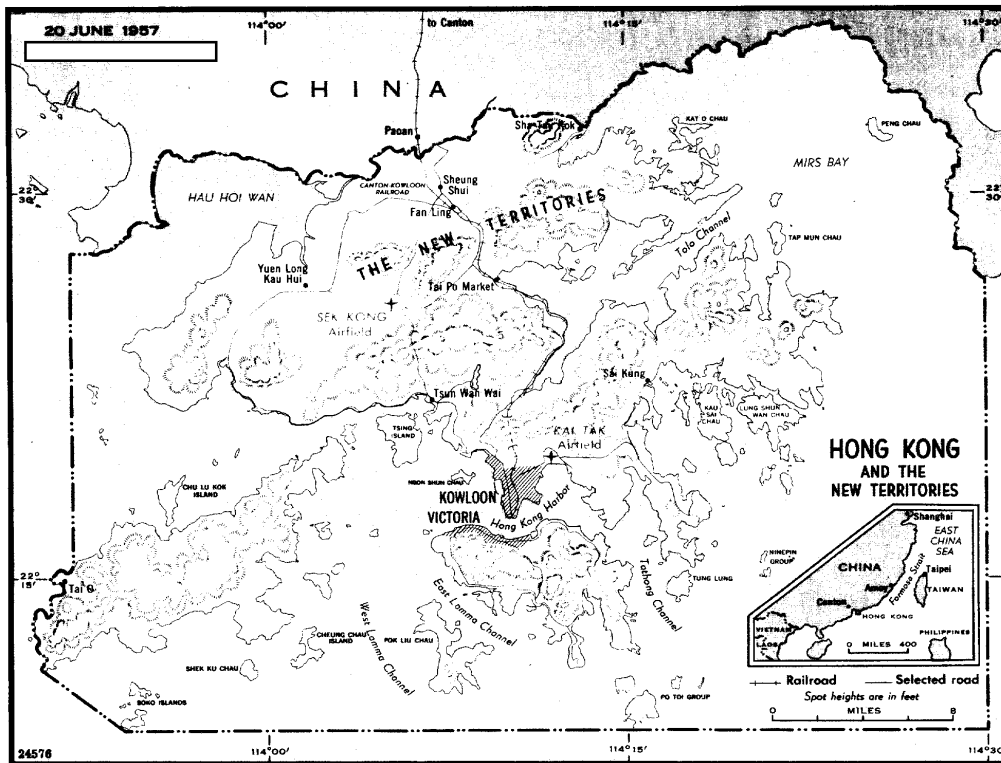 114°00'
to Canton
114°15'
114°30'
20 JUNE 1957
CHINA
Paoan
Sha Tau Kok
KAT O CHAU
PENG CHAU
MIRS BAY
22°
30'
22°
30'
HAU HOI WAN
CANTON-KOWLOON
RAILROAD
Sheung
Shui
Fan Ling
THE NEW TERRITORIES
Tolo Channel
TAP MUN CHAU
Yuen Long
Kau Hui
Tai Po Market
SEK KONG
Airfield
Sai Kung
Tsun Wan Wai
TSING
ISLAND
KAU
SAI
CHAU
LUNG SHUN
WAN CHAU
KAI TAK
Airfield
HONG KONG
AND THE
NEW TERRITORIES
NGON SHUN CHAU
CHU LU KOK
ISLAND
KOWLOON
VICTORIA
Hong Kong Harbor
Shanghai
EAST
CHINA
SEA
CHINA
Taipei
Amoy
Formosa Strait
TAIWAN
Canton
HONG KONG
VIETNAM
LAOS
0 MILES 400
PHILIPPINES
NINEPIN
GROUP
22°
15'
Tai O
TUNG LUNG
Tathong Channel
East Lamma Channel
West Lamma Channel
CHEUNG CHAU
ISLAND
POK LIU CHAU
SHEK KU CHAU
SOKO ISLANDS
PO TOI GROUP
Railroad
Selected road
Spot heights are in feet
0 MILES 8
24576
114°00'
114°15'
114°30'